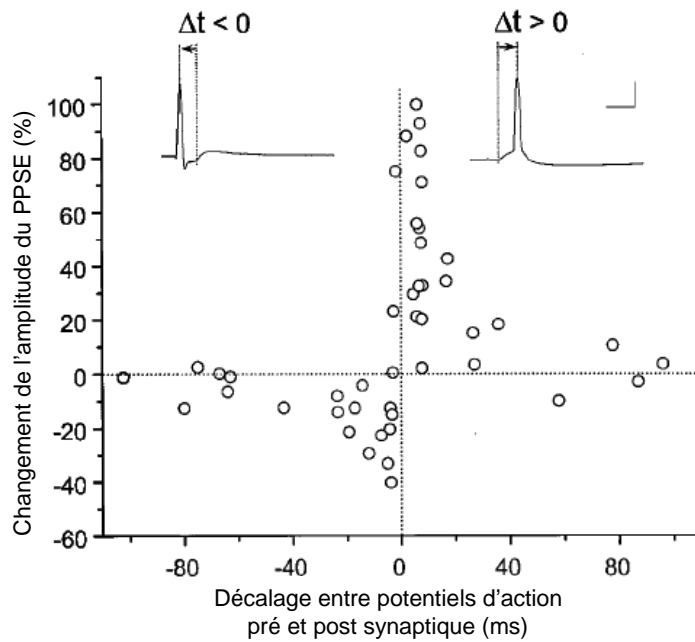 Δt < 0
Δt > 0
Changement de l'amplitude du PPSE (%)
100
80
60
40
20
0
-20
-40
-60
-80
-40
0
40
80
Décalage entre potentiels d'action
pré et post synaptique (ms)